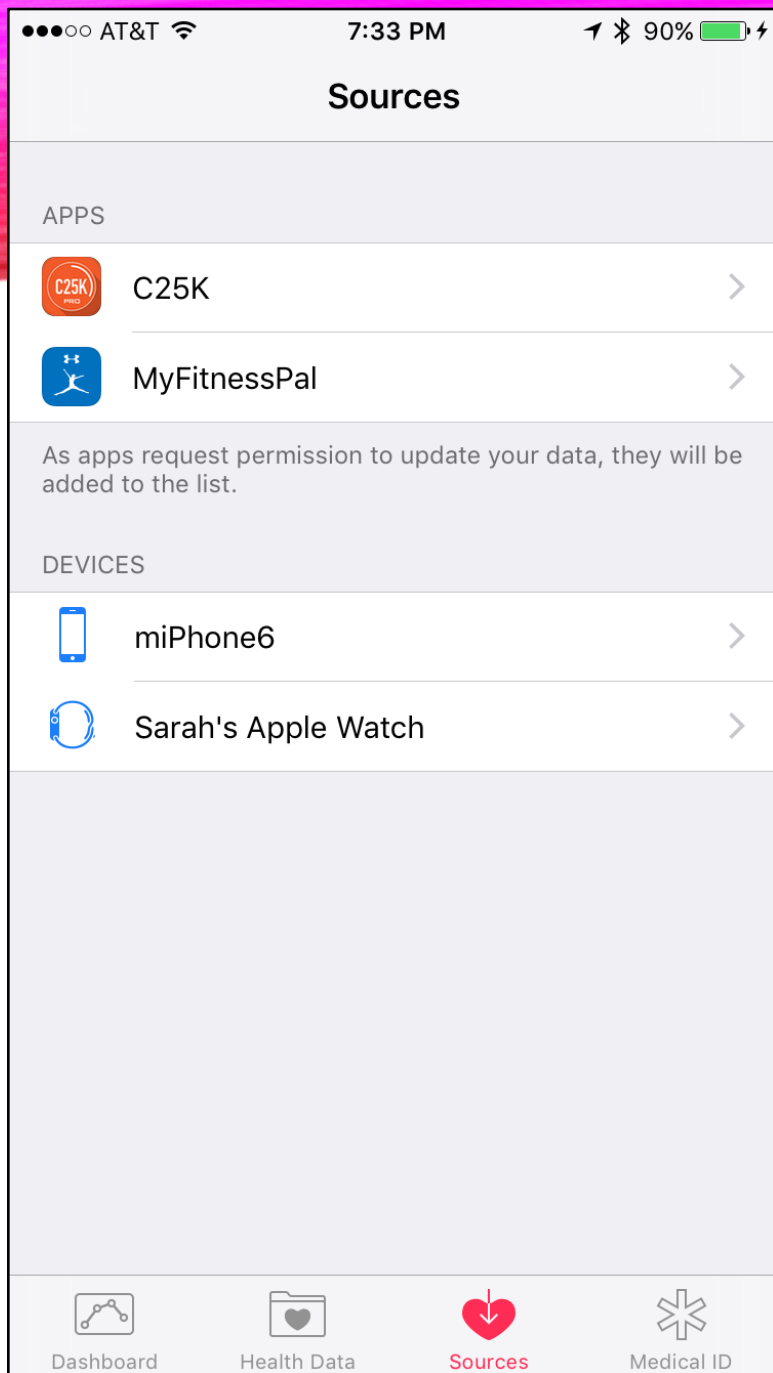 AT&T 7:33 PM 90%
Sources
APPS
C25K PRO
C25K
MyFitnessPal
As apps request permission to update your data, they will be
added to the list.
DEVICES
miPhone6
Sarah's Apple Watch
Dashboard Health Data Sources Medical ID